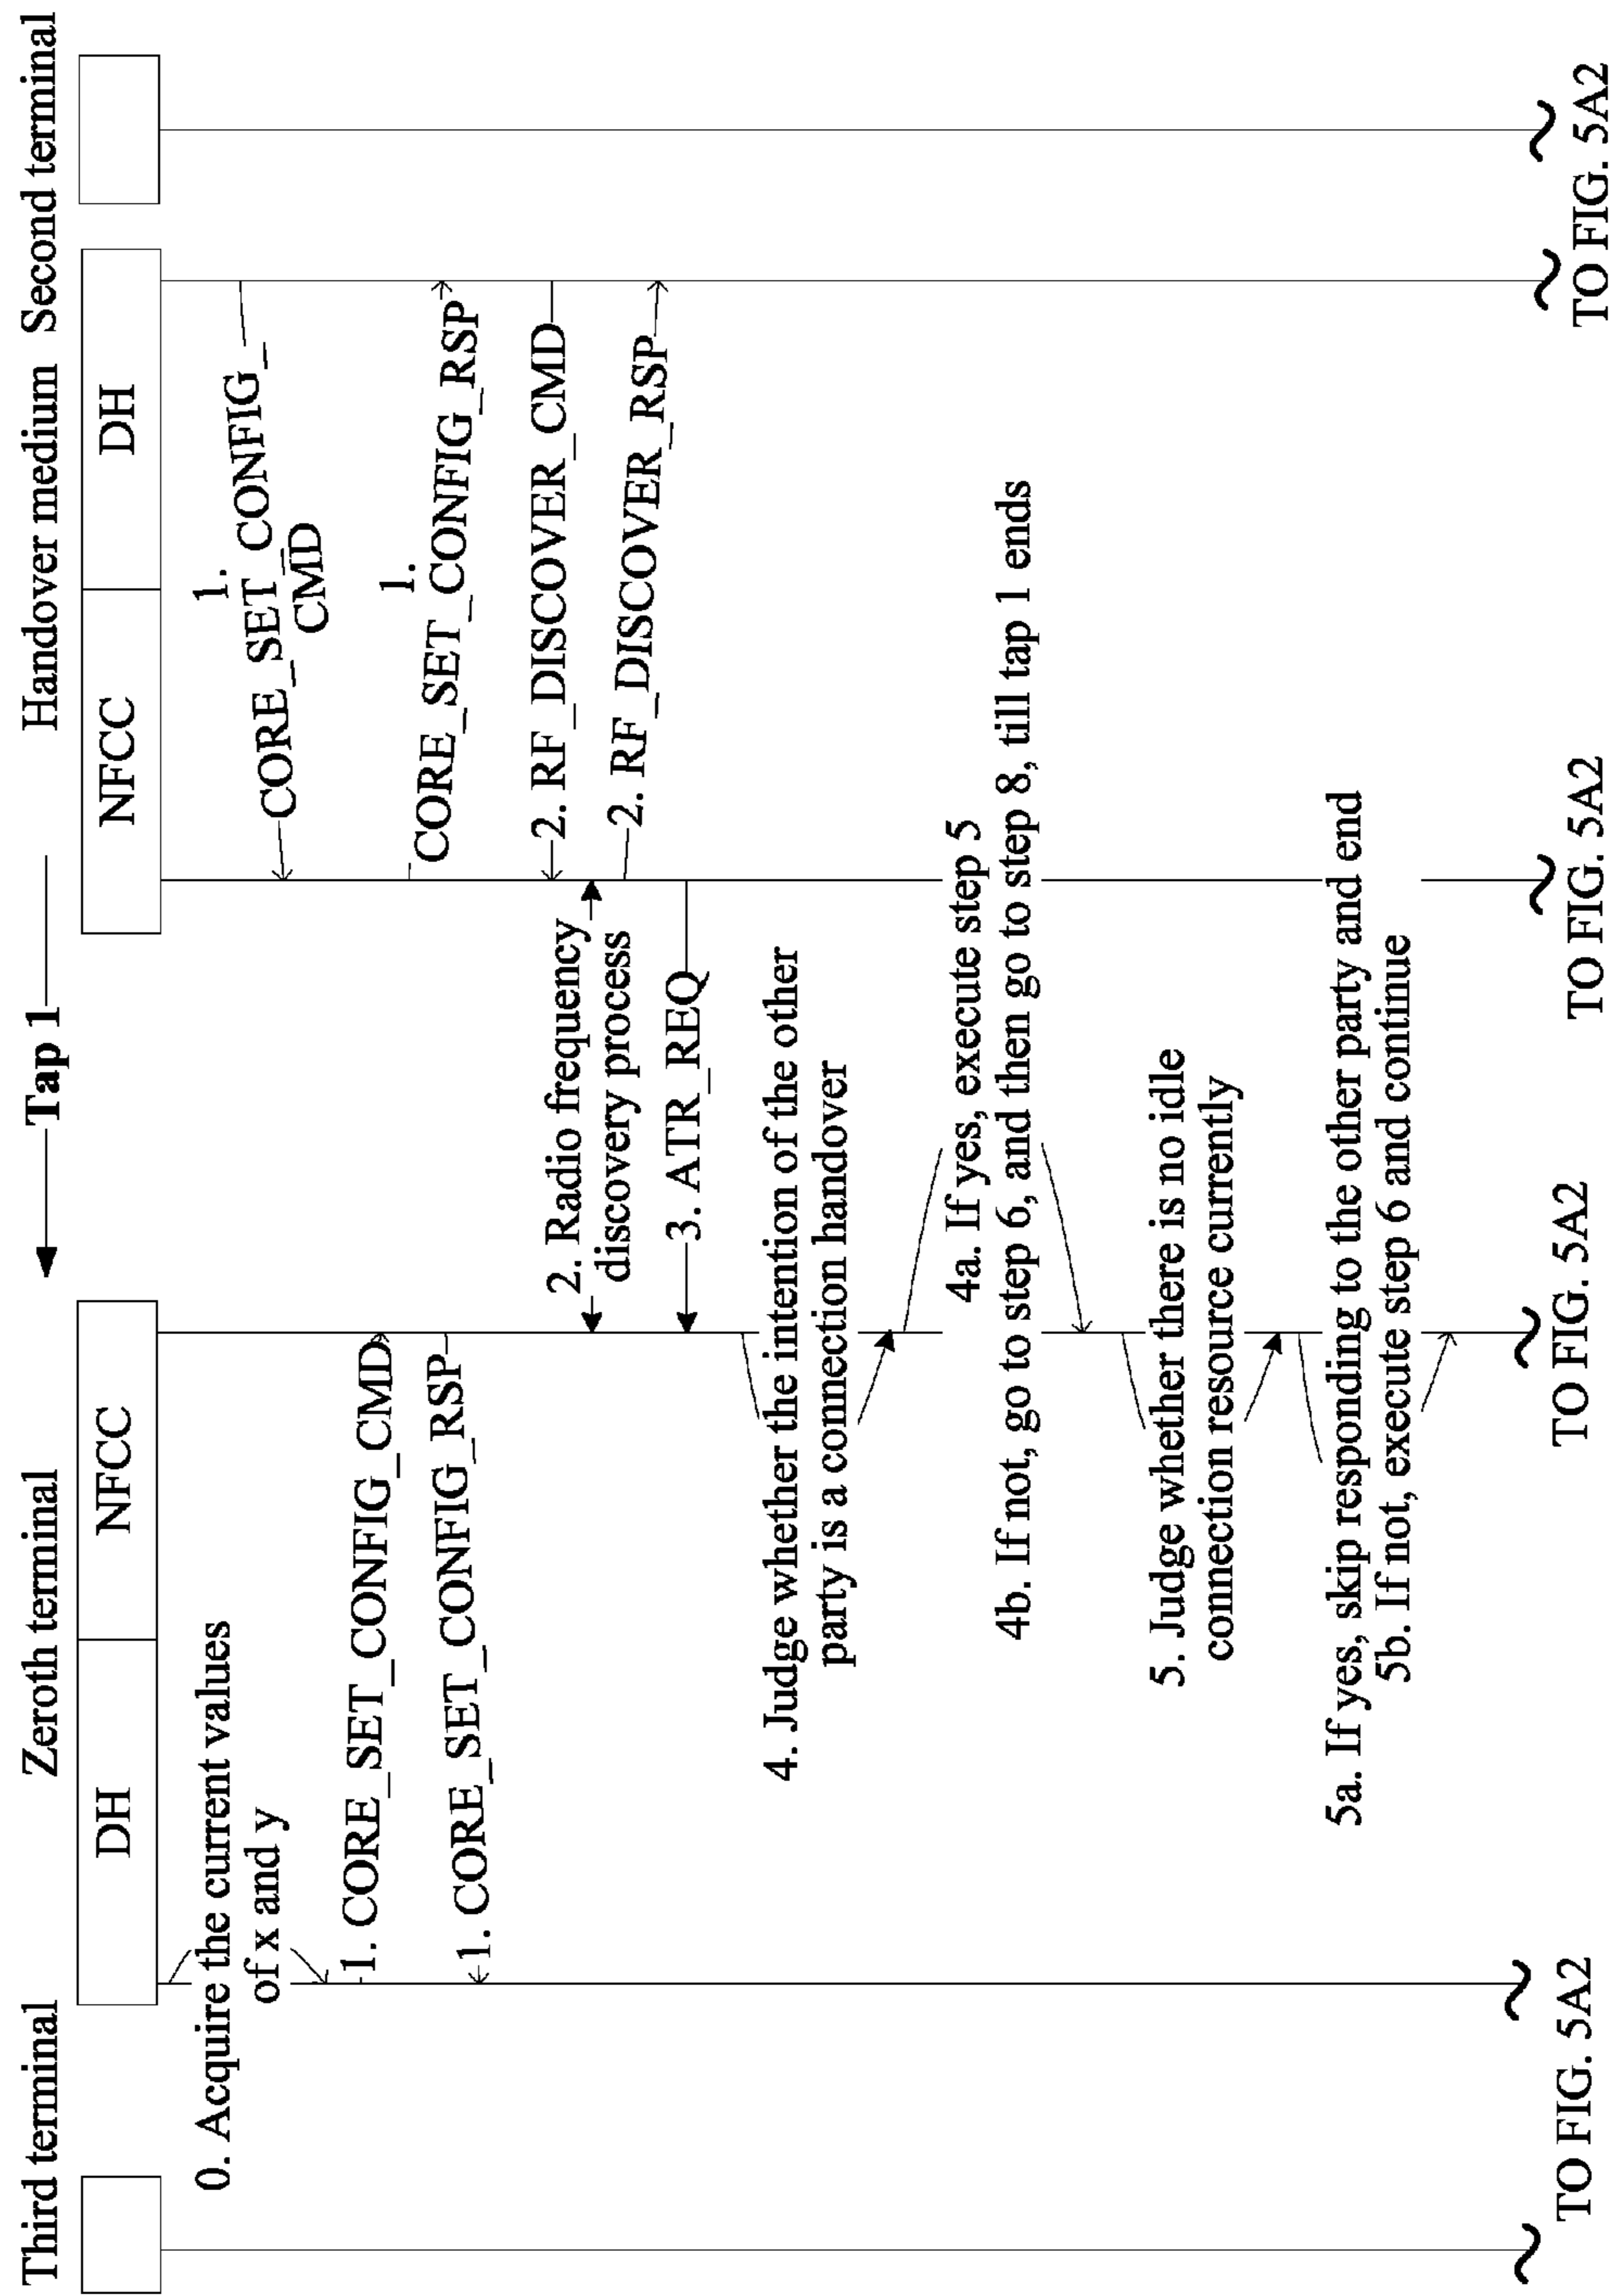 Third terminal
Zeroth terminal
Tap 1
Handover medium
Second terminal
DH
NFCC
NFCC
DH
0. Acquire the current values
of x and y
1.
CORE_SET_CONFIG_
CMD
1. CORE_SET_CONFIG_CMD
1.
CORE_SET_CONFIG_RSP
1. CORE_SET_CONFIG_RSP
2. RF_DISCOVER_CMD
2. Radio frequency
discovery process
2. RF_DISCOVER_RSP
3. ATR_REQ
4. Judge whether the intention of the other
party is a connection handover
4a. If yes, execute step 5
4b. If not, go to step 6, and then go to step 8, till tap 1 ends
5. Judge whether there is no idle
connection resource currently
5a. If yes, skip responding to the other party and end
5b. If not, execute step 6 and continue
TO FIG. 5A2
TO FIG. 5A2
TO FIG. 5A2
TO FIG. 5A2